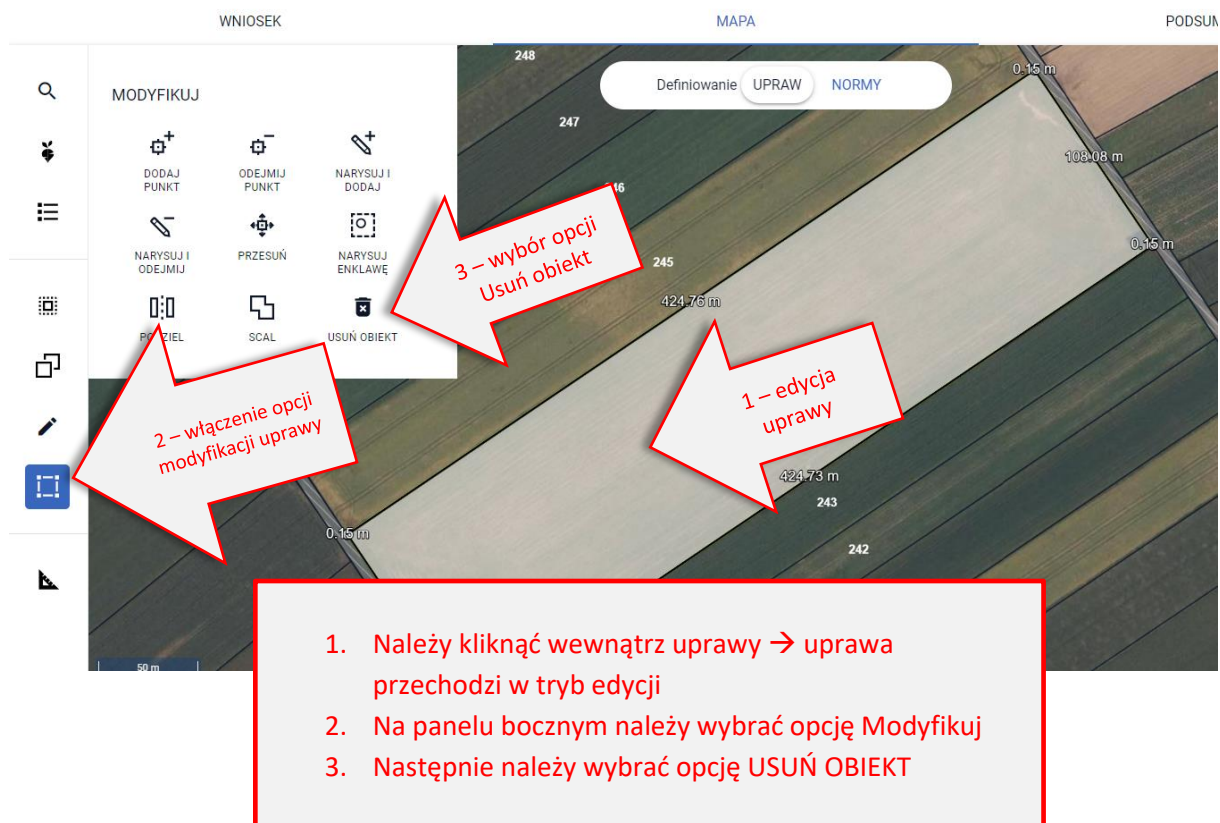 WNIOSEK
MAPA
PODSUM
MODYFIKUJ
DODAJ
PUNKT
ODEJMIJ
PUNKT
NARYSUJ I
DODAJ
NARYSUJ I
ODEJMIJ
PRZESUŃ
NARYSUJ
ENKLAWĘ
SCAL
USUŃ OBIEKT
Definiowanie UPRAW NORMY
248
247
245
243
242
0.15 m
108.08 m
0.15 m
424.76 m
424.73 m
0.15 m
50 m
3 – wybór opcji
Usuń obiekt
1 – edycja
uprawy
2 – włączenie opcji
modyfikacji uprawy
1. Należy kliknąć wewnątrz uprawy → uprawa
przechodzi w tryb edycji
2. Na panelu bocznym należy wybrać opcję Modyfikuj
3. Następnie należy wybrać opcję USUŃ OBIEKT